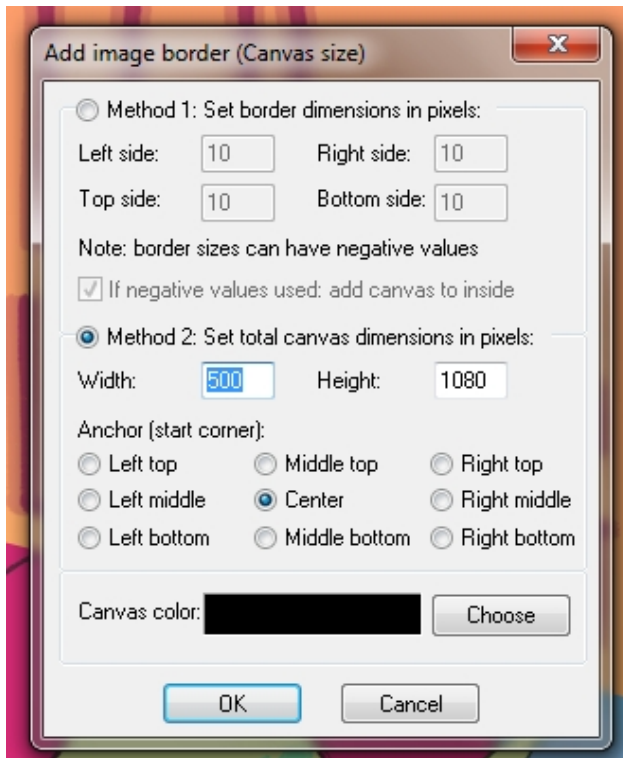 Add image border (Canvas size)
Method 1: Set border dimensions in pixels:
Left side: 10 Right side: 10
Top side: 10 Bottom side: 10
Note: border sizes can have negative values
If negative values used: add canvas to inside
Method 2: Set total canvas dimensions in pixels:
Width: 500 Height: 1080
Anchor (start corner):
Left top Middle top Right top
Left middle Center Right middle
Left bottom Middle bottom Right bottom
Canvas color: Choose
OK Cancel